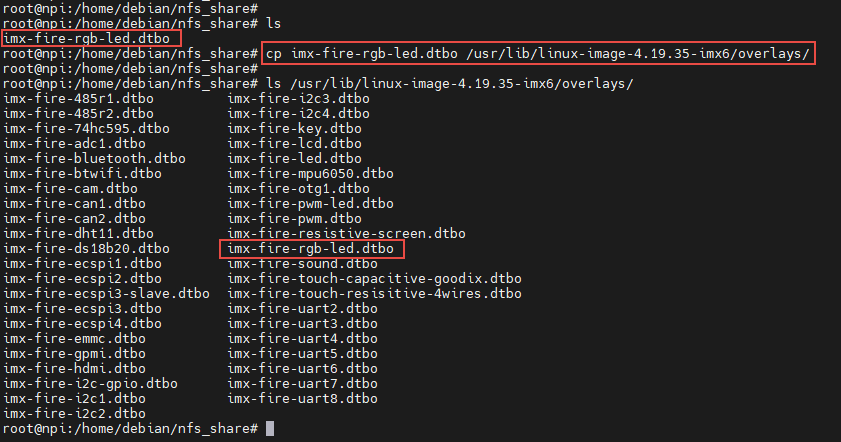 root@npi:/home/debian/nfs_share#
root@npi:/home/debian/nfs_share# ls
imx-fire-rgb-led.dtbo
root@npi:/home/debian/nfs_share# cp imx-fire-rgb-led.dtbo /usr/lib/linux-image-4.19.35-imx6/overlays/
root@npi:/home/debian/nfs_share#
root@npi:/home/debian/nfs_share# ls /usr/lib/linux-image-4.19.35-imx6/overlays/
imx-fire-485r1.dtbo imx-fire-i2c3.dtbo
imx-fire-485r2.dtbo imx-fire-i2c4.dtbo
imx-fire-74hc595.dtbo imx-fire-key.dtbo
imx-fire-adc1.dtbo imx-fire-lcd.dtbo
imx-fire-bluetooth.dtbo imx-fire-led.dtbo
imx-fire-btwifi.dtbo imx-fire-mpu6050.dtbo
imx-fire-cam.dtbo imx-fire-otg1.dtbo
imx-fire-can1.dtbo imx-fire-pwm-led.dtbo
imx-fire-can2.dtbo imx-fire-pwm.dtbo
imx-fire-dht11.dtbo imx-fire-resistive-screen.dtbo
imx-fire-ds18b20.dtbo imx-fire-rgb-led.dtbo
imx-fire-ecspi1.dtbo imx-fire-sound.dtbo
imx-fire-ecspi2.dtbo imx-fire-touch-capacitive-goodix.dtbo
imx-fire-ecspi3-slave.dtbo imx-fire-touch-resisitive-4wires.dtbo
imx-fire-ecspi3.dtbo imx-fire-uart2.dtbo
imx-fire-ecspi4.dtbo imx-fire-uart3.dtbo
imx-fire-emmc.dtbo imx-fire-uart4.dtbo
imx-fire-gpmi.dtbo imx-fire-uart5.dtbo
imx-fire-hdmi.dtbo imx-fire-uart6.dtbo
imx-fire-i2c-gpio.dtbo imx-fire-uart7.dtbo
imx-fire-i2c1.dtbo imx-fire-uart8.dtbo
imx-fire-i2c2.dtbo
root@npi:/home/debian/nfs_share#